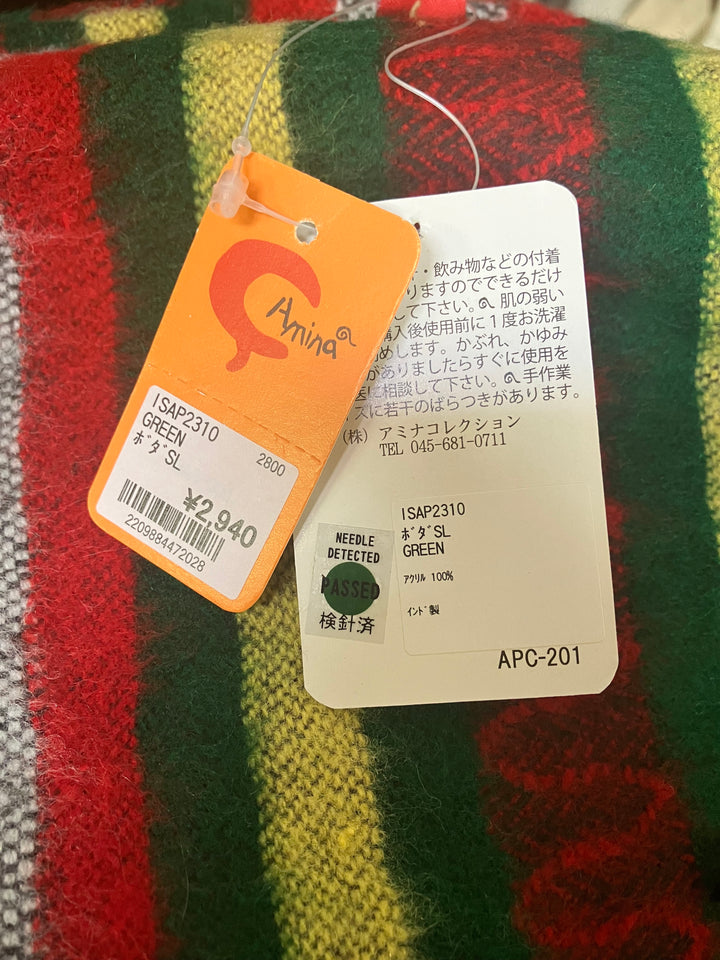 Amina
ISAP2310
GREEN
ﾎﾞﾀﾞSL
2800
¥2,940
2209884472028
・飲み物などの付着
りますのでできるだけ
して下さい。 肌の弱い
購入後使用前に1度お洗濯
めします。かぶれ、かゆみ
がありましたらすぐに使用を
医に相談して下さい。 手作業
ズに若干のばらつきがあります。
(株) アミナコレクション
TEL 045-681-0711
NEEDLE
DETECTED
PASSED
検針済
ISAP2310
ﾎﾞﾀﾞSL
GREEN
ｱｸﾘﾙ 100%
ｲﾝﾄﾞ製
APC-201